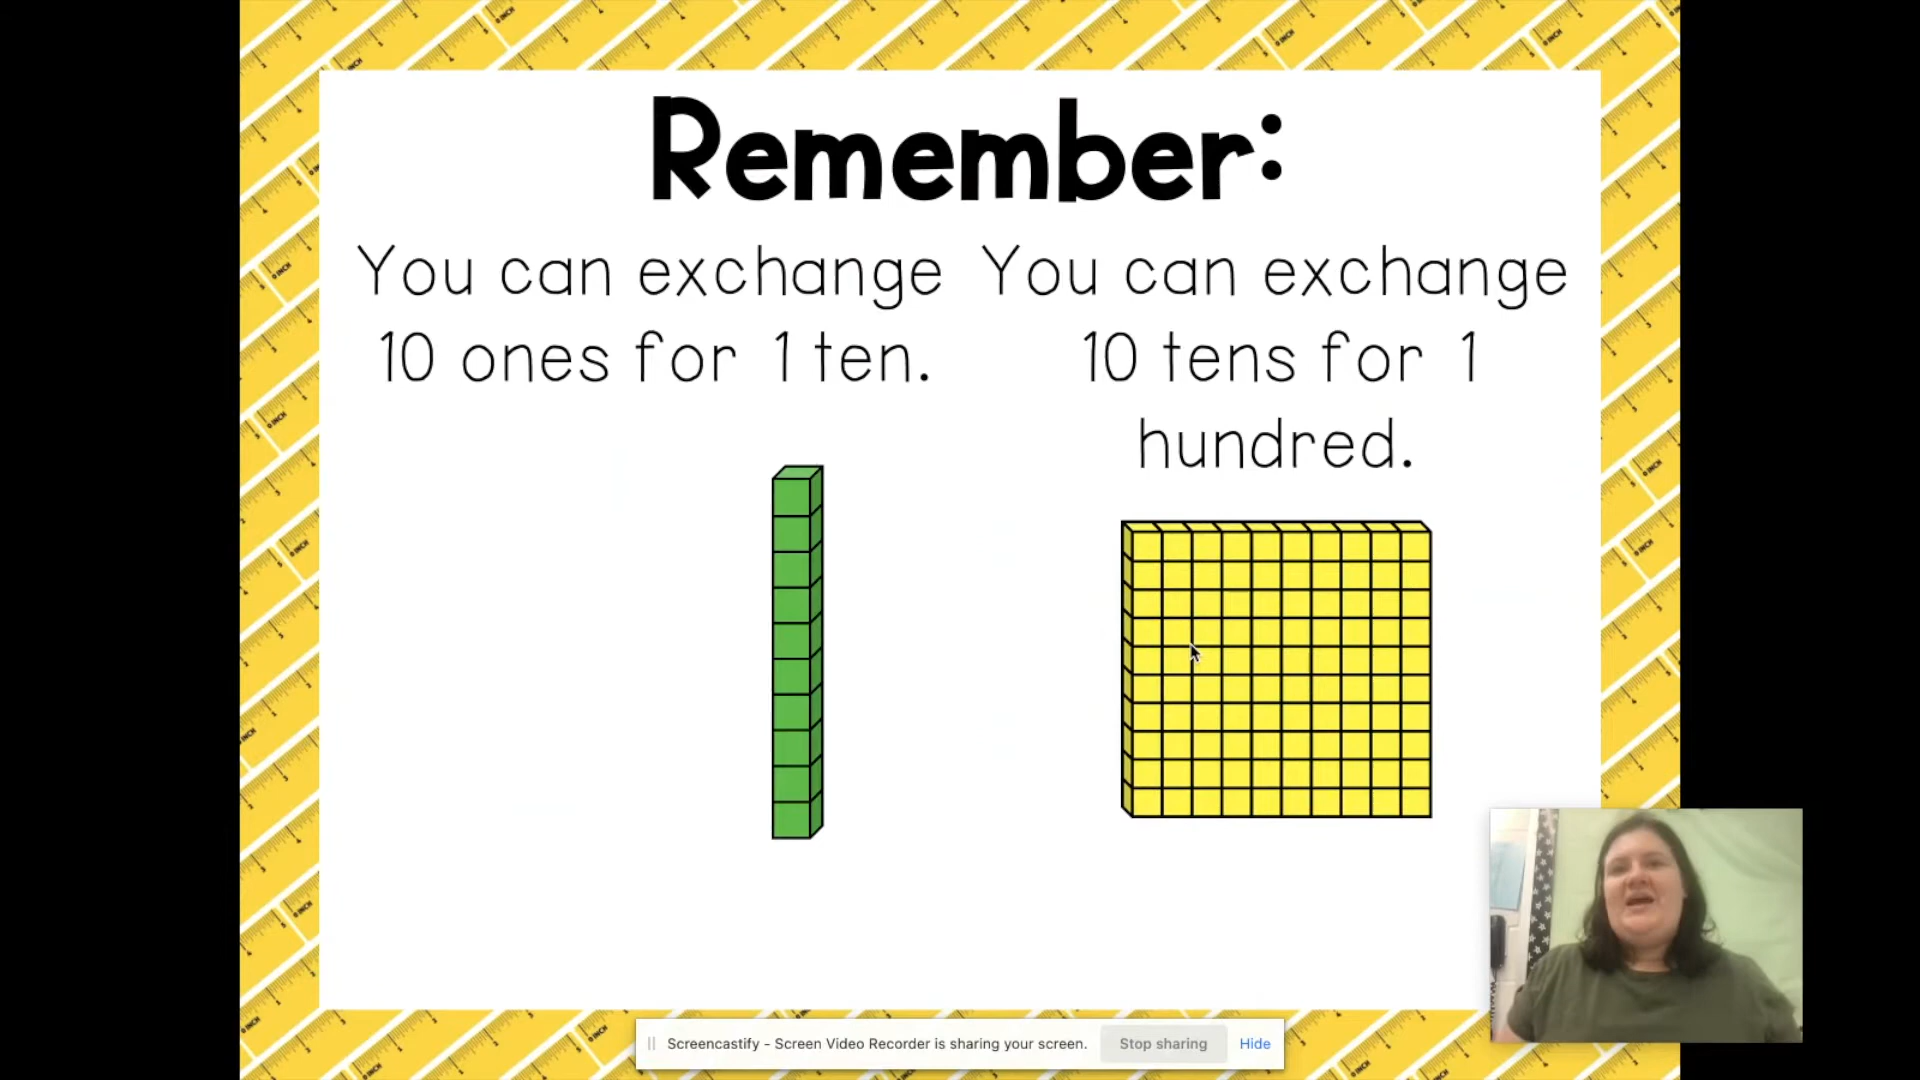 Remember:
You can exchange
10 ones for 1 ten.
You can exchange
10 tens for 1
hundred.
Screencastify - Screen Video Recorder is sharing your screen.
Stop sharing
Hide